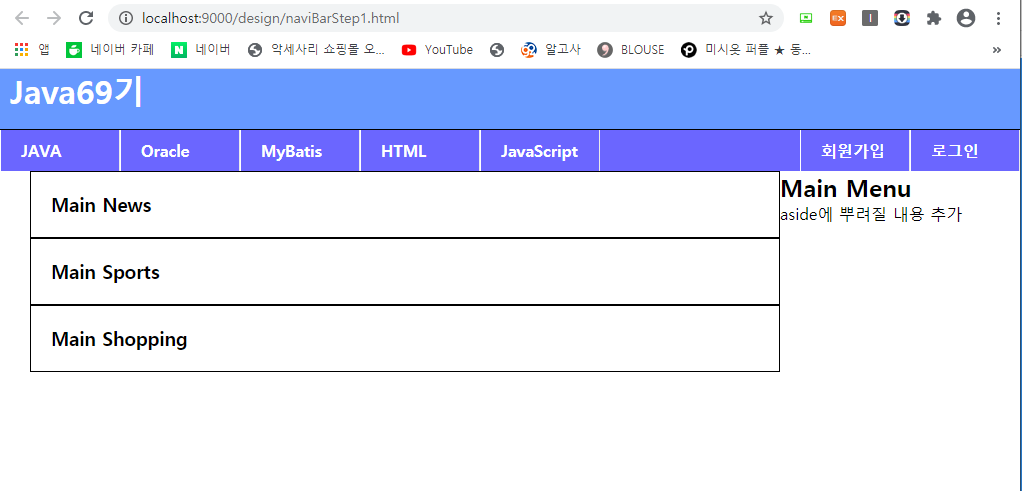 localhost:9000/design/naviBarStep1.html
앱 네이버 카페 네이버 악세사리 쇼핑몰 오... YouTube 알고사 BLOUSE 미시옷 퍼플 ★ 동... »
Java69기
JAVA Oracle MyBatis HTML JavaScript 회원가입 로그인
Main News
Main Menu
aside에 뿌려질 내용 추가
Main Sports
Main Shopping